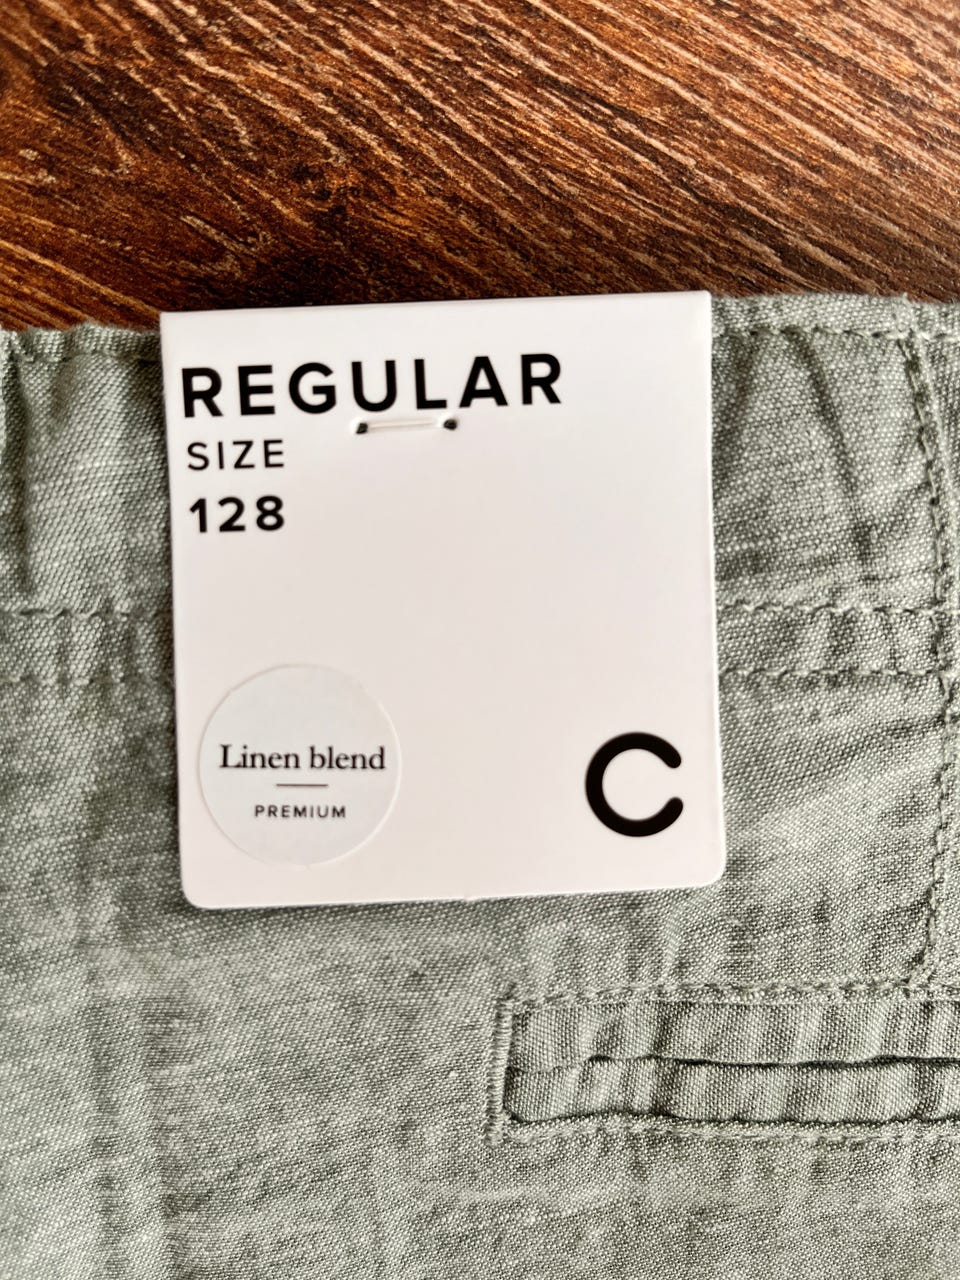 REGULAR
SIZE
128
Linen blend
PREMIUM
C